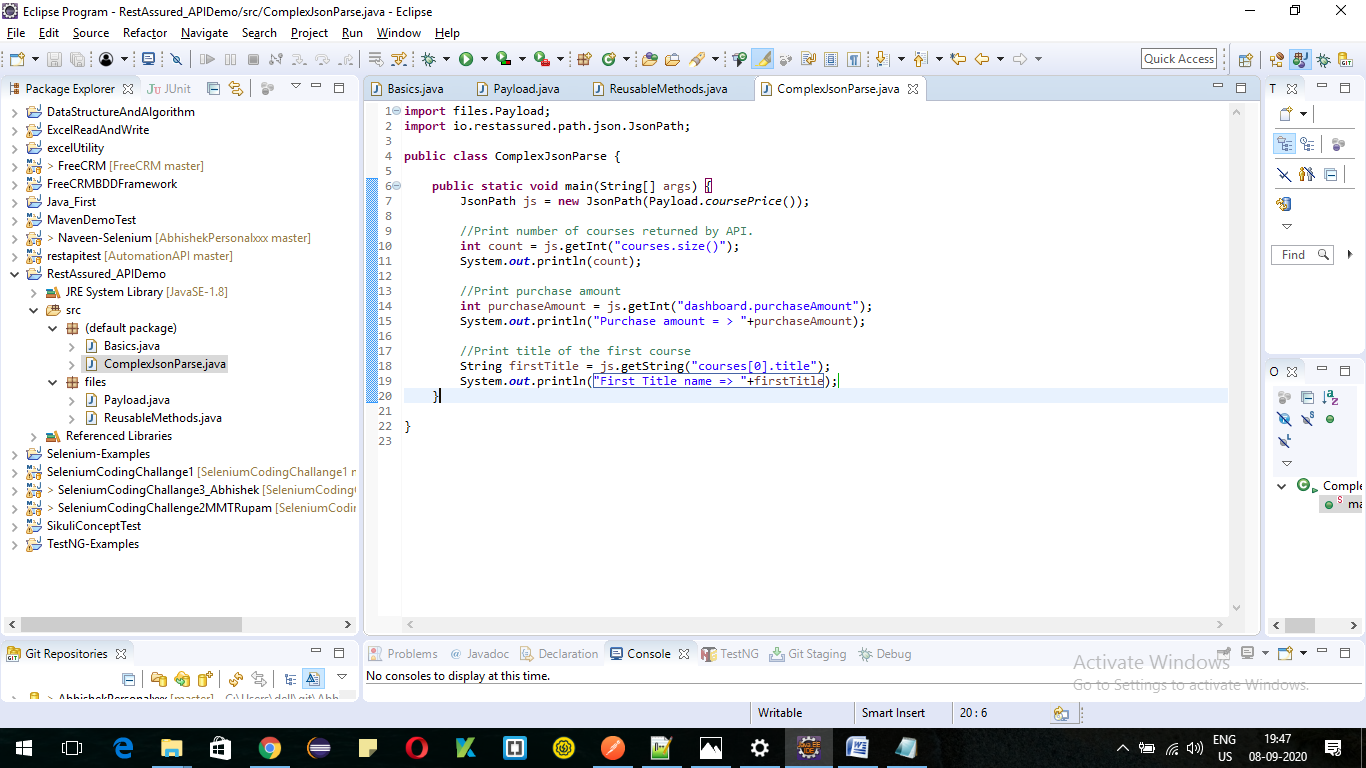 Eclipse Program - RestAssured_APIDemo/src/ComplexJsonParse.java - Eclipse
File Edit Source Refactor Navigate Search Project Run Window Help
Quick Access
Package Explorer JUnit
DataStructureAndAlgorithm
ExcelReadAndWrite
excelUtility
> FreeCRM [FreeCRM master]
FreeCRMBDDFramework
Java_First
MavenDemoTest
> Naveen-Selenium [AbhishekPersonalxxx master]
restapitest [AutomationAPI master]
RestAssured_APIDemo
JRE System Library [JavaSE-1.8]
src
(default package)
Basics.java
ComplexJsonParse.java
files
Payload.java
ReusableMethods.java
Referenced Libraries
Selenium-Examples
SeleniumCodingChallange1 [SeleniumCodingChallange1 r
> SeleniumCodingChallange3_Abhishek [SeleniumCoding
> SeleniumCodingChallenge2MMTRupam [SeleniumCodi
SikuliConceptTest
TestNG-Examples
Basics.java Payload.java ReusableMethods.java ComplexJsonParse.java
1 import files.Payload;
2 import io.restassured.path.json.JsonPath;
3
4 public class ComplexJsonParse {
5
6 public static void main(String[] args) {
7 JsonPath js = new JsonPath(Payload.coursePrice());
8
9 //Print number of courses returned by API.
10 int count = js.getInt("courses.size()");
11 System.out.println(count);
12
13 //Print purchase amount
14 int purchaseAmount = js.getInt("dashboard.purchaseAmount");
15 System.out.println("Purchase amount = > "+purchaseAmount);
16
17 //Print title of the first course
18 String firstTitle = js.getString("courses[0].title");
19 System.out.println("First Title name => "+firstTitle);
20 }
21
22 }
23
T
Find
O
Comple
ma
Git Repositories
AbhishekPersonalxxx [master] - C:\Users\dell\git\Abh
Problems @ Javadoc Declaration Console TestNG Git Staging Debug
No consoles to display at this time.
Activate Windows
Go to Settings to activate Windows.
Writable Smart Insert 20 : 6
ENG
US
19:47
08-09-2020